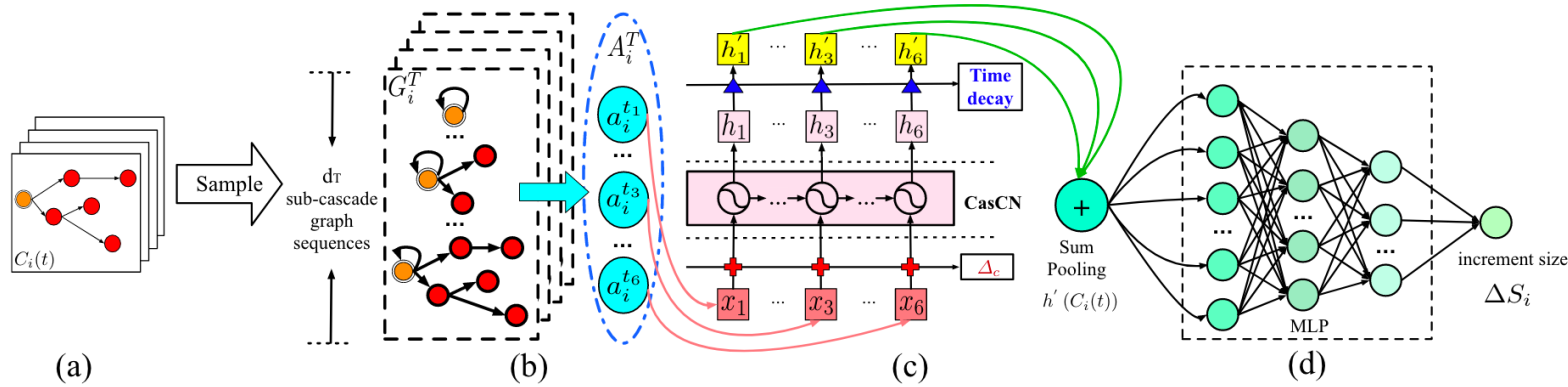 C_i(t)
(a)
Sample
d_T
sub-cascade
graph
sequences
G_i^T
...
...
(b)
A_i^T
a_i^{t_1}
...
a_i^{t_3}
...
a_i^{t_6}
h'_1 ... h'_3 ... h'_6
Time
decay
h_1 ... h_3 ... h_6
...
...
CasCN
Δ_c
x_1 ... x_3 ... x_6
(c)
+
Sum
Pooling
h'(C_i(t))
...
...
...
MLP
(d)
increment size
ΔS_i